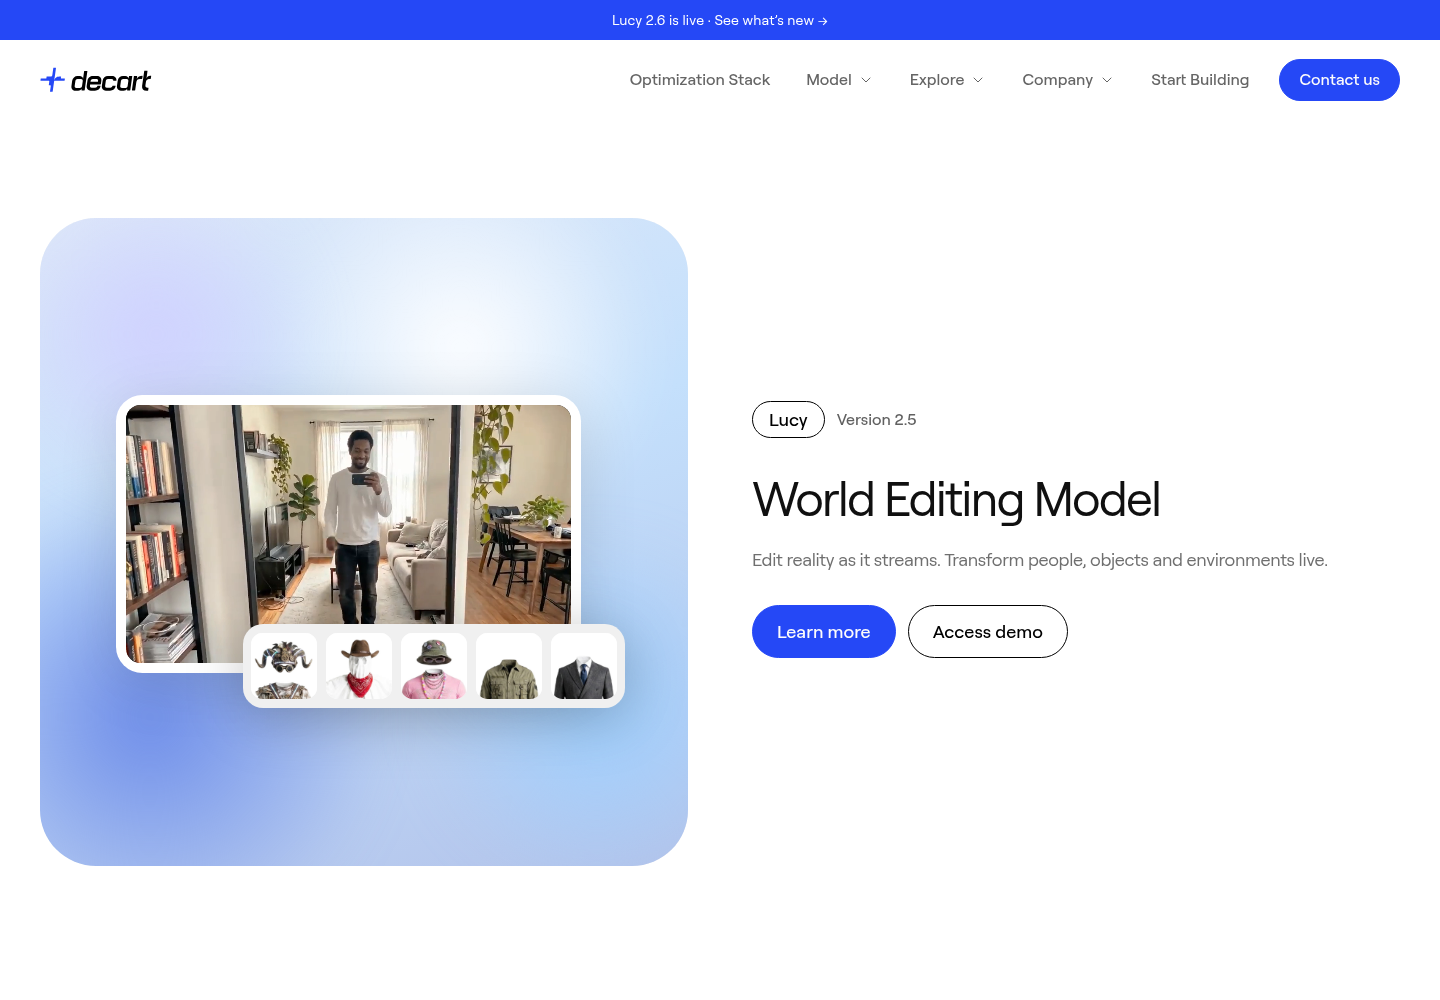 Lucy 2.6 is live · See what’s new →
decart
Optimization Stack
Model
Explore
Company
Start Building
Contact us
Lucy
Version 2.5
World Editing Model
Edit reality as it streams. Transform people, objects and environments live.
Learn more
Access demo